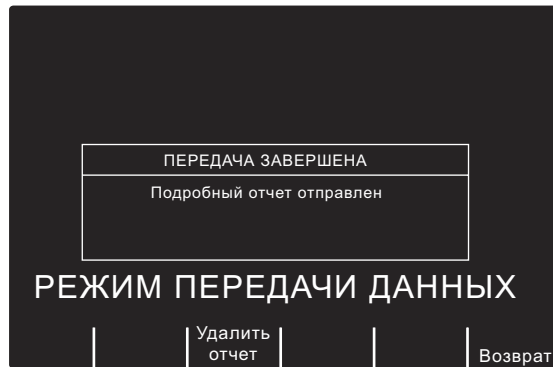 ПЕРЕДАЧА ЗАВЕРШЕНА
Подробный отчет отправлен
РЕЖИМ ПЕРЕДАЧИ ДАННЫХ
Удалить
отчет
Возврат